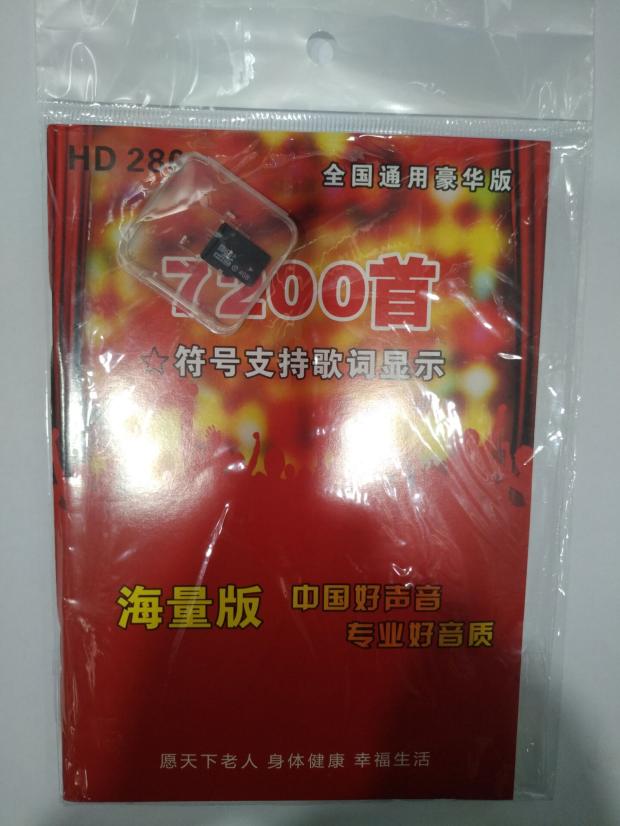 HD 28
全国通用豪华版
7200首
☆符号支持歌词显示
海量版
中国好声音
专业好音质
愿天下老人 身体健康 幸福生活